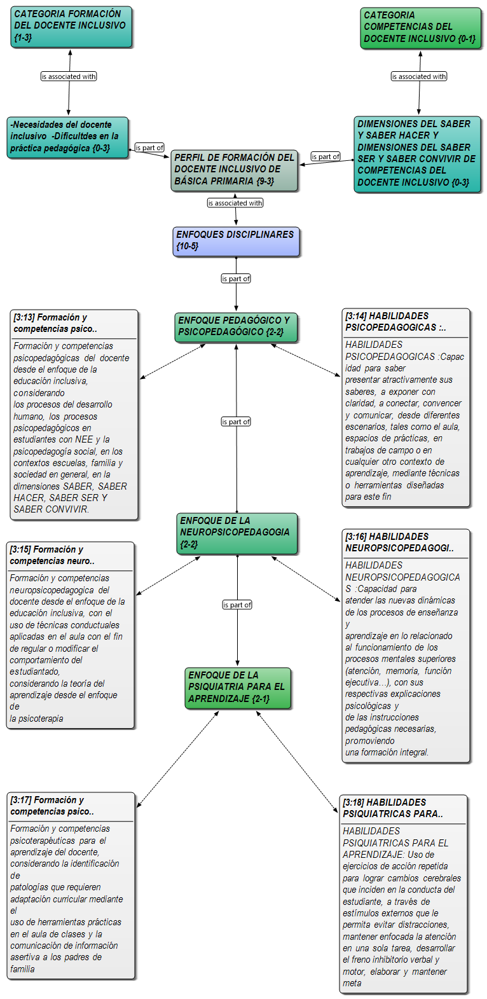 CATEGORIA FORMACIÓN
DEL DOCENTE INCLUSIVO
{1-3}
CATEGORIA
COMPETENCIAS DEL
DOCENTE INCLUSIVO {0-1}
is associated with
is associated with
-Necesidades del docente
inclusivo -Dificultdes en la
práctica pedagógica {0-3}
is part of
PERFIL DE FORMACIÓN DEL
DOCENTE INCLUSIVO DE
BÁSICA PRIMARIA {9-3}
is part of
DIMENSIONES DEL SABER
Y SABER HACER Y
DIMENSIONES DEL SABER
SER Y SABER CONVIVIR DE
COMPETENCIAS DEL
DOCENTE INCLUSIVO {0-3}
is associated with
ENFOQUES DISCIPLINARES
{10-5}
is part of
ENFOQUE PEDAGÓGICO Y
PSICOPEDAGÓGICO {2-2}
[3:13] Formación y
competencias psico..
Formación y competencias
psicopedagógicas del docente
desde el enfoque de la
educación inclusiva,
considerando
los procesos del desarrollo
humano, los procesos
psicopedagógicos en
estudiantes con NEE y la
psicopedagogía social, en los
contextos escuelas, familia y
sociedad en general, en la
dimensiones SABER, SABER
HACER, SABER SER Y
SABER CONVIVIR.
[3:14] HABILIDADES
PSICOPEDAGOGICAS :..
HABILIDADES
PSICOPEDAGOGICAS :Capac
idad para saber
presentar atractivamente sus
saberes, a exponer con
claridad, a conectar, convencer
y comunicar, desde diferentes
escenarios, tales como el aula,
espacios de prácticas, en
trabajos de campo o en
cualquier otro contexto de
aprendizaje, mediante técnicas
o herramientas diseñadas
para este fin
is part of
ENFOQUE DE LA
NEUROPSICOPEDAGOGIA
{2-2}
[3:15] Formación y
competencias neuro..
Formación y competencias
neuropsicopedagogica del
docente desde el enfoque de la
educación inclusiva, con el
uso de técnicas conductuales
aplicadas en el aula con el fin
de regular o modificar el
comportamiento del
estudiantado,
considerando la teoría del
aprendizaje desde el enfoque
de
la psicoterapia
[3:16] HABILIDADES
NEUROPSICOPEDAGOGI..
HABILIDADES
NEUROPSICOPEDAGOGICA
S :Capacidad para
atender las nuevas dinámicas
de los procesos de enseñanza
y
aprendizaje en lo relacionado
al funcionamiento de los
procesos mentales superiores
(atención, memoria, función
ejecutiva...), con sus
respectivas explicaciones
psicológicas y
de las instrucciones
pedagógicas necesarias,
promoviendo
una formación integral.
is part of
ENFOQUE DE LA
PSIQUIATRIA PARA EL
APRENDIZAJE {2-1}
[3:17] Formación y
competencias psico..
Formación y competencias
psicoterapéuticas para el
aprendizaje del docente,
considerando la identificación
de
patologías que requieren
adaptación curricular mediante
el
uso de herramientas prácticas
en el aula de clases y la
comunicación de información
asertiva a los padres de
familia
[3:18] HABILIDADES
PSIQUIATRICAS PARA..
HABILIDADES
PSIQUIATRICAS PARA EL
APRENDIZAJE: Uso de
ejercicios de acción repetida
para lograr cambios cerebrales
que inciden en la conducta del
estudiante, a través de
estímulos externos que le
permita evitar distracciones,
mantener enfocada la atención
en una sola tarea, desarrollar
el freno inhibitorio verbal y
motor, elaborar y mantener
meta